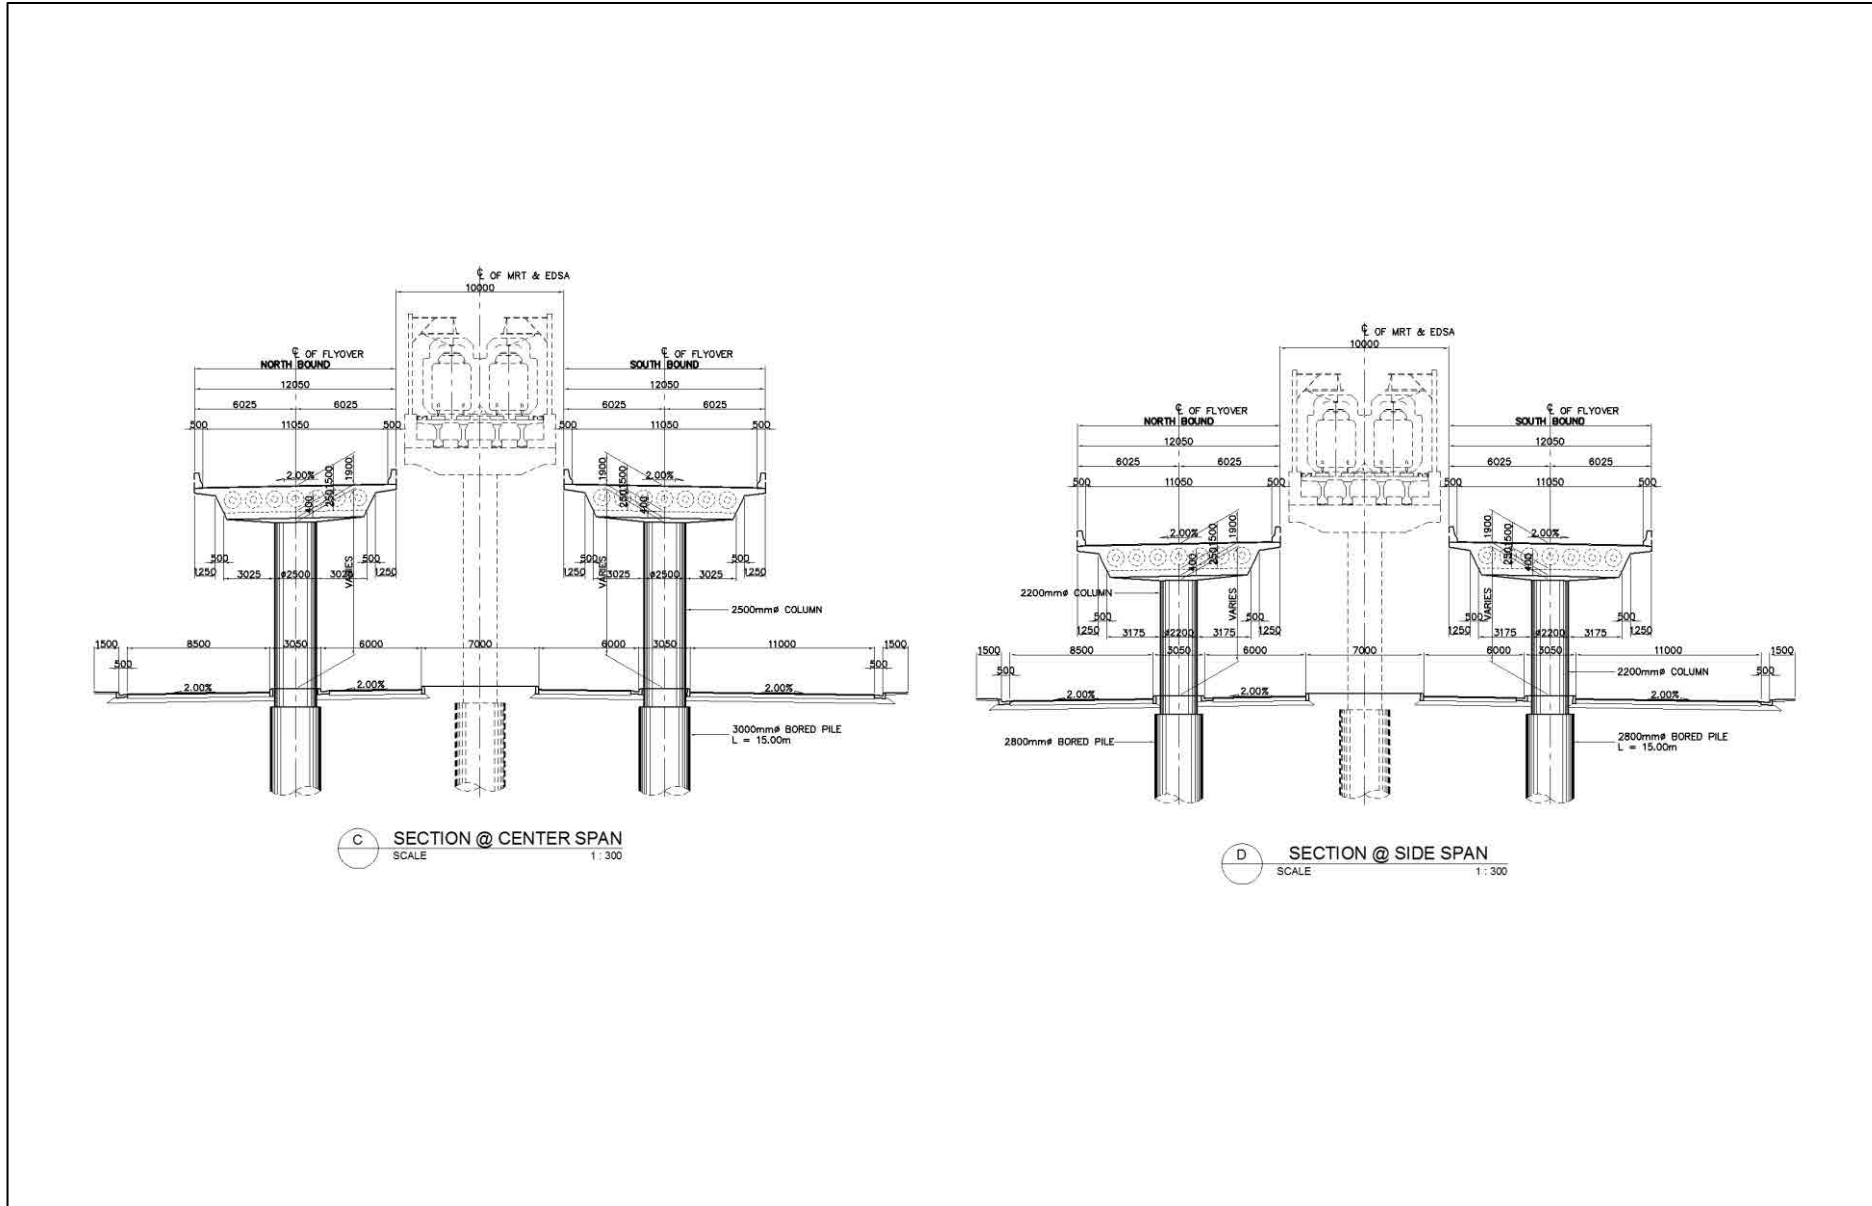 ℄ OF MRT & EDSA
10000
℄ OF FLYOVER
NORTH BOUND
℄ OF FLYOVER
SOUTH BOUND
12050
12050
6025
6025
6025
6025
500
11050
500
500
11050
500
2.00%
400
250
1500
1900
1900
250
1500
400
2.00%
500
500
500
500
1250
3025
ø2500
3025
1250
1250
3025
ø2500
3025
1250
VARIES
VARIES
2500mmø COLUMN
1500
8500
3050
6000
7000
6000
3050
11000
1500
500
500
2.00%
2.00%
2.00%
3000mmø BORED PILE
L = 15.00m
C
SECTION @ CENTER SPAN
SCALE
1 : 300
℄ OF MRT & EDSA
10000
℄ OF FLYOVER
NORTH BOUND
℄ OF FLYOVER
SOUTH BOUND
12050
12050
6025
6025
6025
6025
500
11050
500
500
11050
500
2.00%
400
250
1500
1900
1900
250
1500
400
2.00%
2200mmø COLUMN
VARIES
VARIES
500
500
500
500
1250
3175
ø2200
3175
1250
1250
3175
ø2200
3175
1250
1500
8500
3050
6000
7000
6000
3050
11000
1500
500
500
2200mmø COLUMN
2.00%
2.00%
2.00%
2800mmø BORED PILE
2800mmø BORED PILE
L = 15.00m
D
SECTION @ SIDE SPAN
SCALE
1 : 300